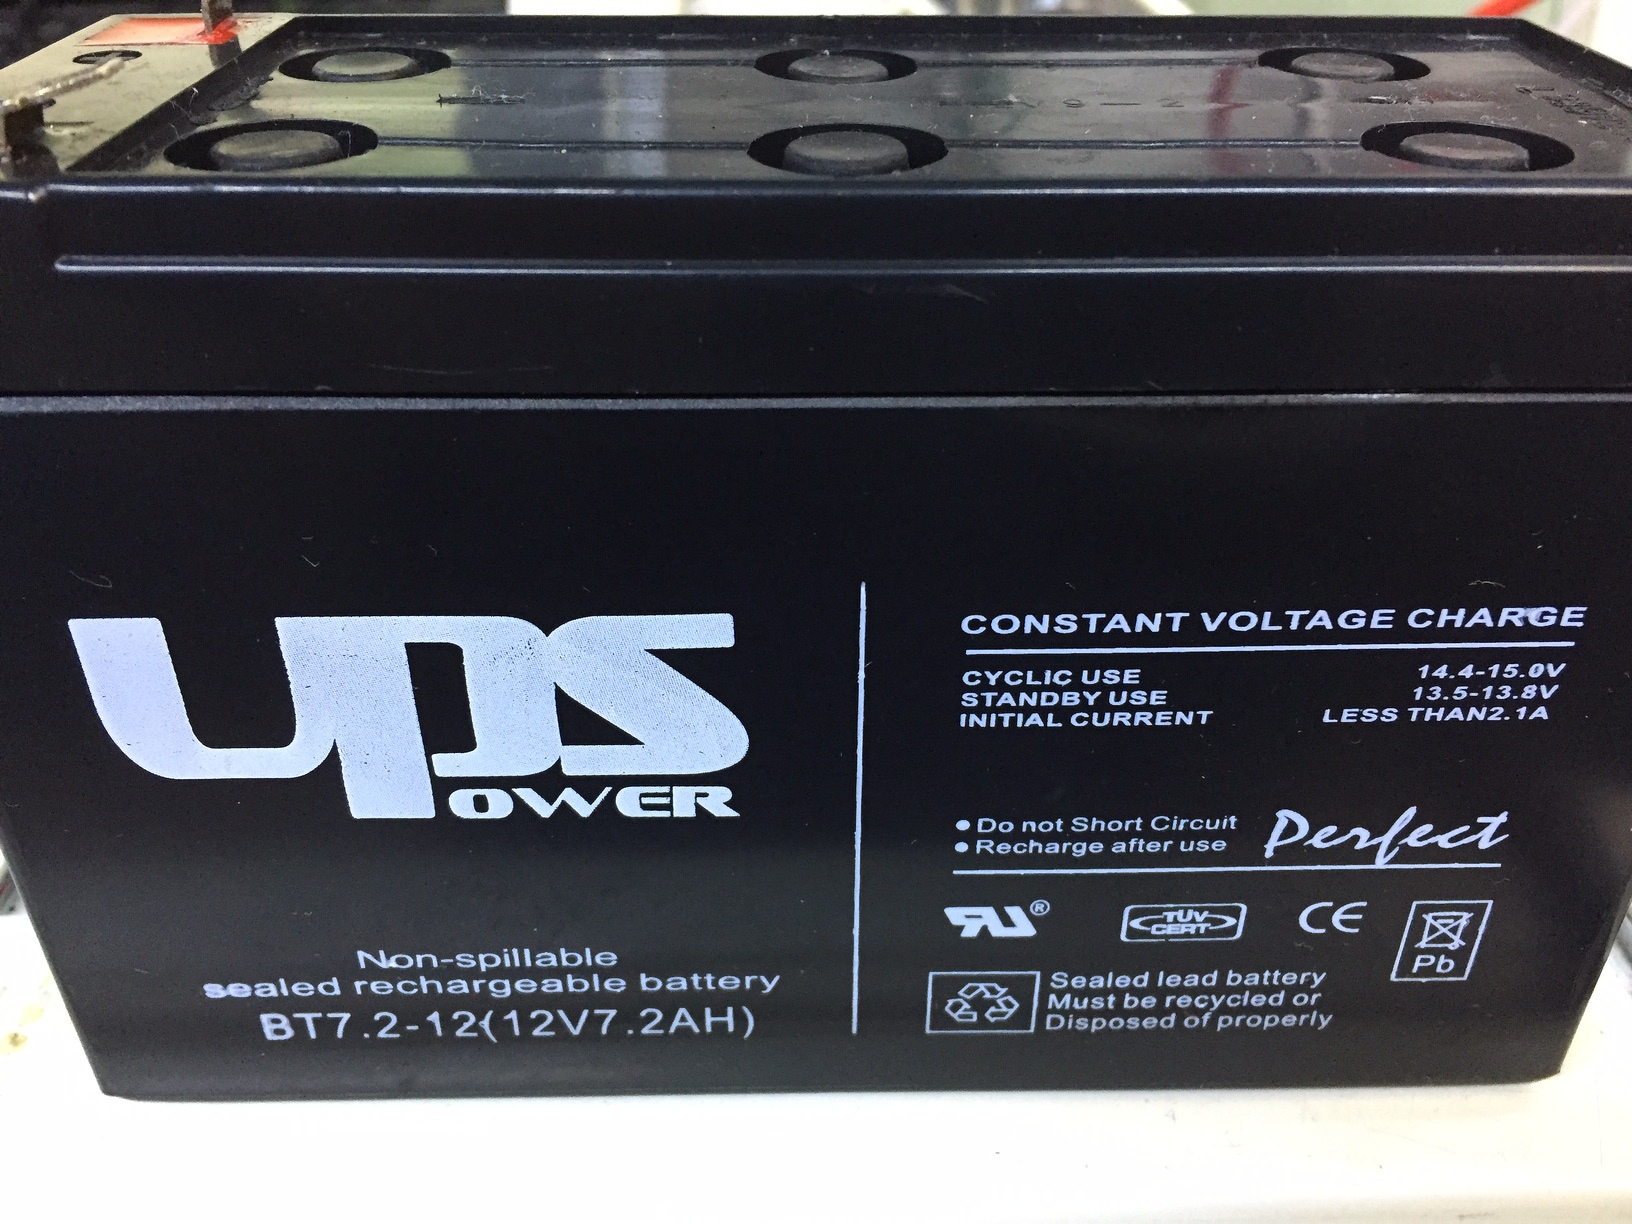 UPS
POWER
Non-spillable
sealed rechargeable battery
BT7.2-12(12V7.2AH)
CONSTANT VOLTAGE CHARGE
CYCLIC USE 14.4-15.0V
STANDBY USE 13.5-13.8V
INITIAL CURRENT LESS THAN2.1A
• Do not Short Circuit
• Recharge after use
Perfect
RU®
TÜV
CERT
CE
Pb
Sealed lead battery
Must be recycled or
Disposed of properly